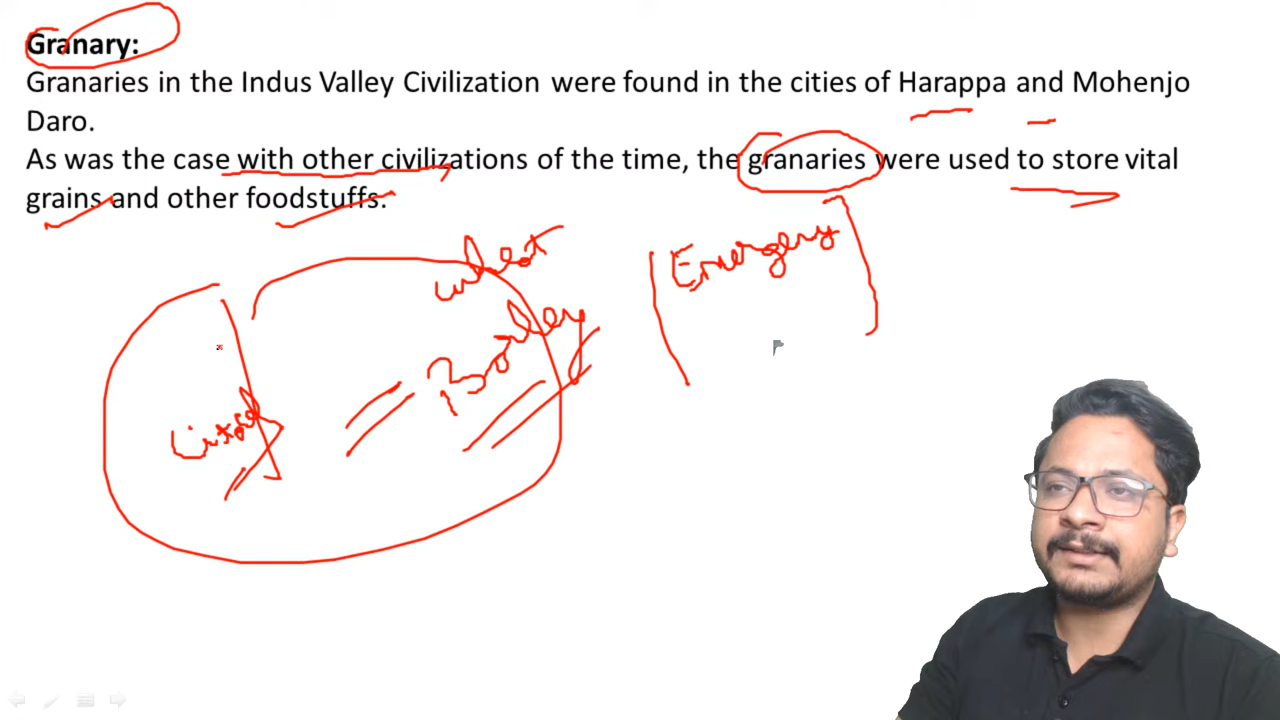 Granary:
Granaries in the Indus Valley Civilization were found in the cities of Harappa and Mohenjo
Daro.
As was the case with other civilizations of the time, the granaries were used to store vital
grains and other foodstuffs.
wheat
Emergery
Barley